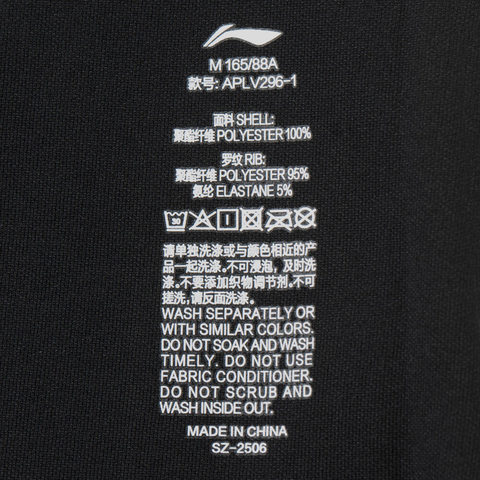 M 165/88A
款号: APLV296-1
面料 SHELL:
聚酯纤维 POLYESTER 100%
罗纹 RIB:
聚酯纤维 POLYESTER 95%
氨纶 ELASTANE 5%
30
请单独洗涤或与颜色相近的产
品一起洗涤。不可浸泡，及时洗
涤。不要添加织物调节剂。不可
搓洗，请反面洗涤。
WASH SEPARATELY OR
WITH SIMILAR COLORS.
DO NOT SOAK AND WASH
TIMELY. DO NOT USE
FABRIC CONDITIONER.
DO NOT SCRUB AND
WASH INSIDE OUT.
MADE IN CHINA
SZ-2506